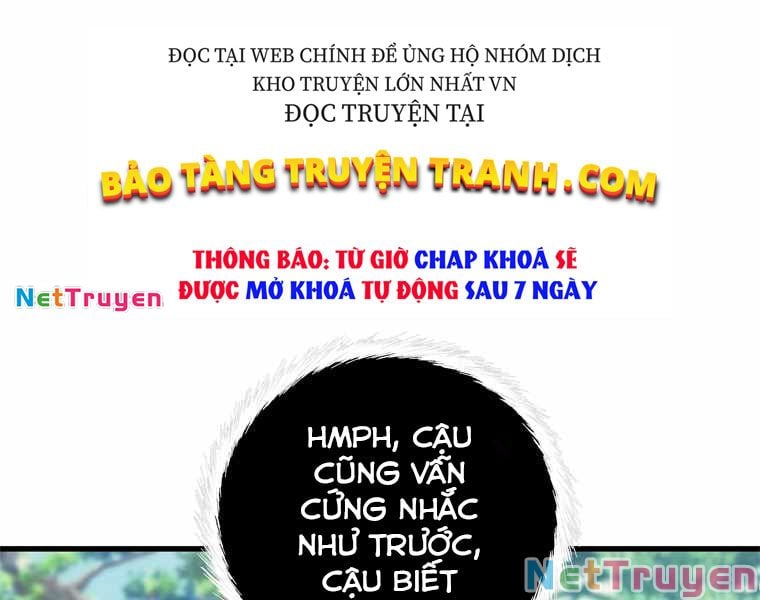 ĐỌC TẠI WEB CHÍNH ĐỂ ỦNG HỘ NHÓM DỊCH
KHO TRUYỆN LỚN NHẤT VN
ĐỌC TRUYỆN TẠI
BẢO TÀNG TRUYỆN TRANH.COM
THÔNG BÁO: TỪ GIỜ CHAP KHOÁ SẼ
ĐƯỢC MỞ KHOÁ TỰ ĐỘNG SAU 7 NGÀY
NetTruyen
HMPH, CẬU
CŨNG VẪN
CỨNG NHẮC
NHƯ TRƯỚC,
CẬU BIẾT
NetTruyen